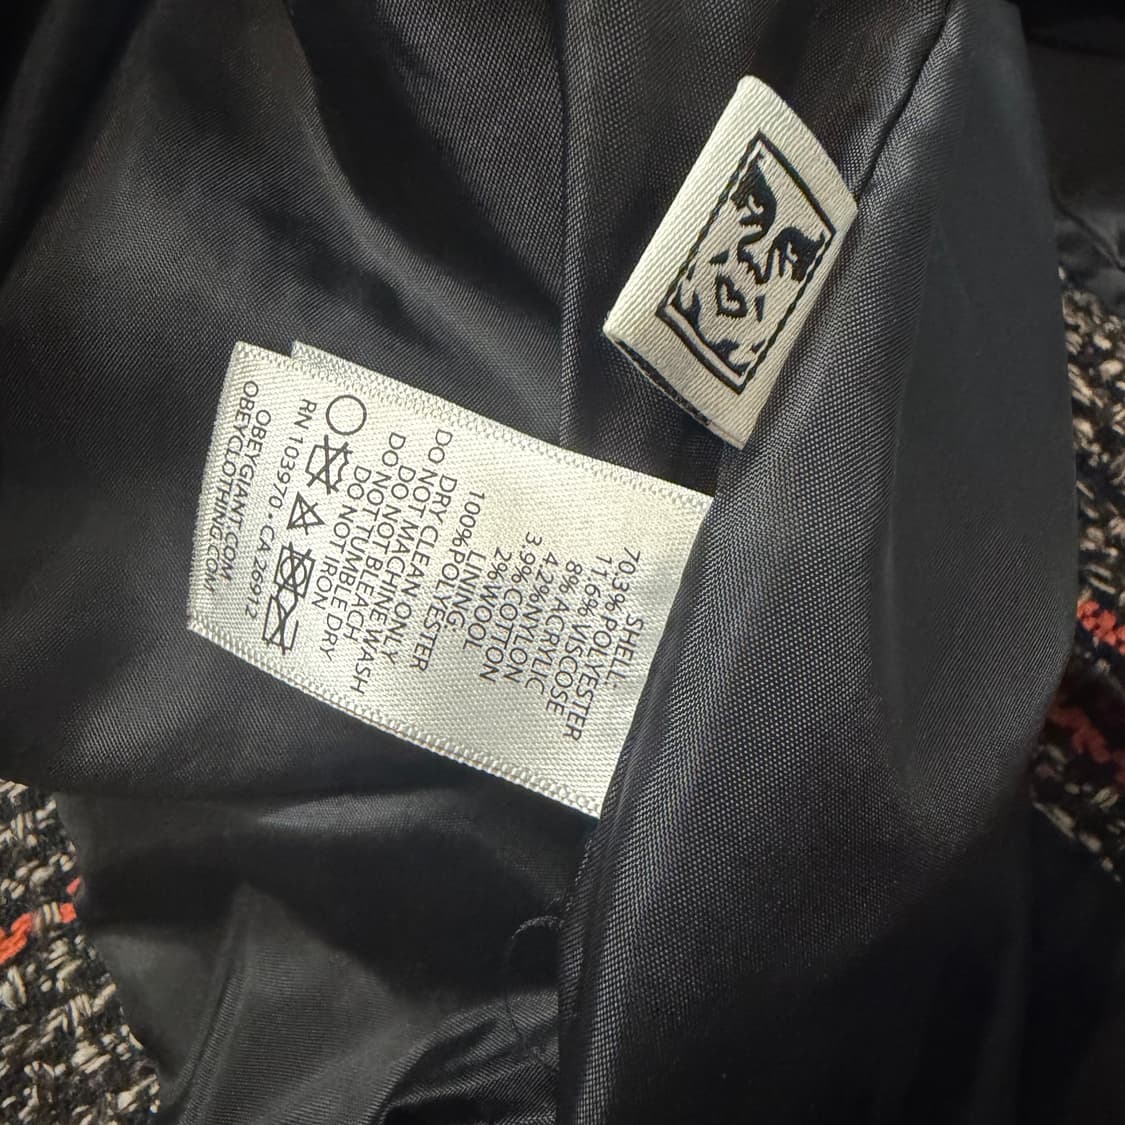 SHELL:
70.3% POLYESTER
11.6% VISCOSE
8% ACRYLIC
4.2% NYLON
3.9% COTTON
2% WOOL
LINING:
100% POLYESTER
DO DRY CLEAN ONLY
DO NOT MACHINE WASH
DO NOT BLEACH
DO NOT TUMBLE DRY
DO NOT IRON
RN 103970 • CA 26912
OBEYGIANT.COM
OBEYCLOTHING.COM